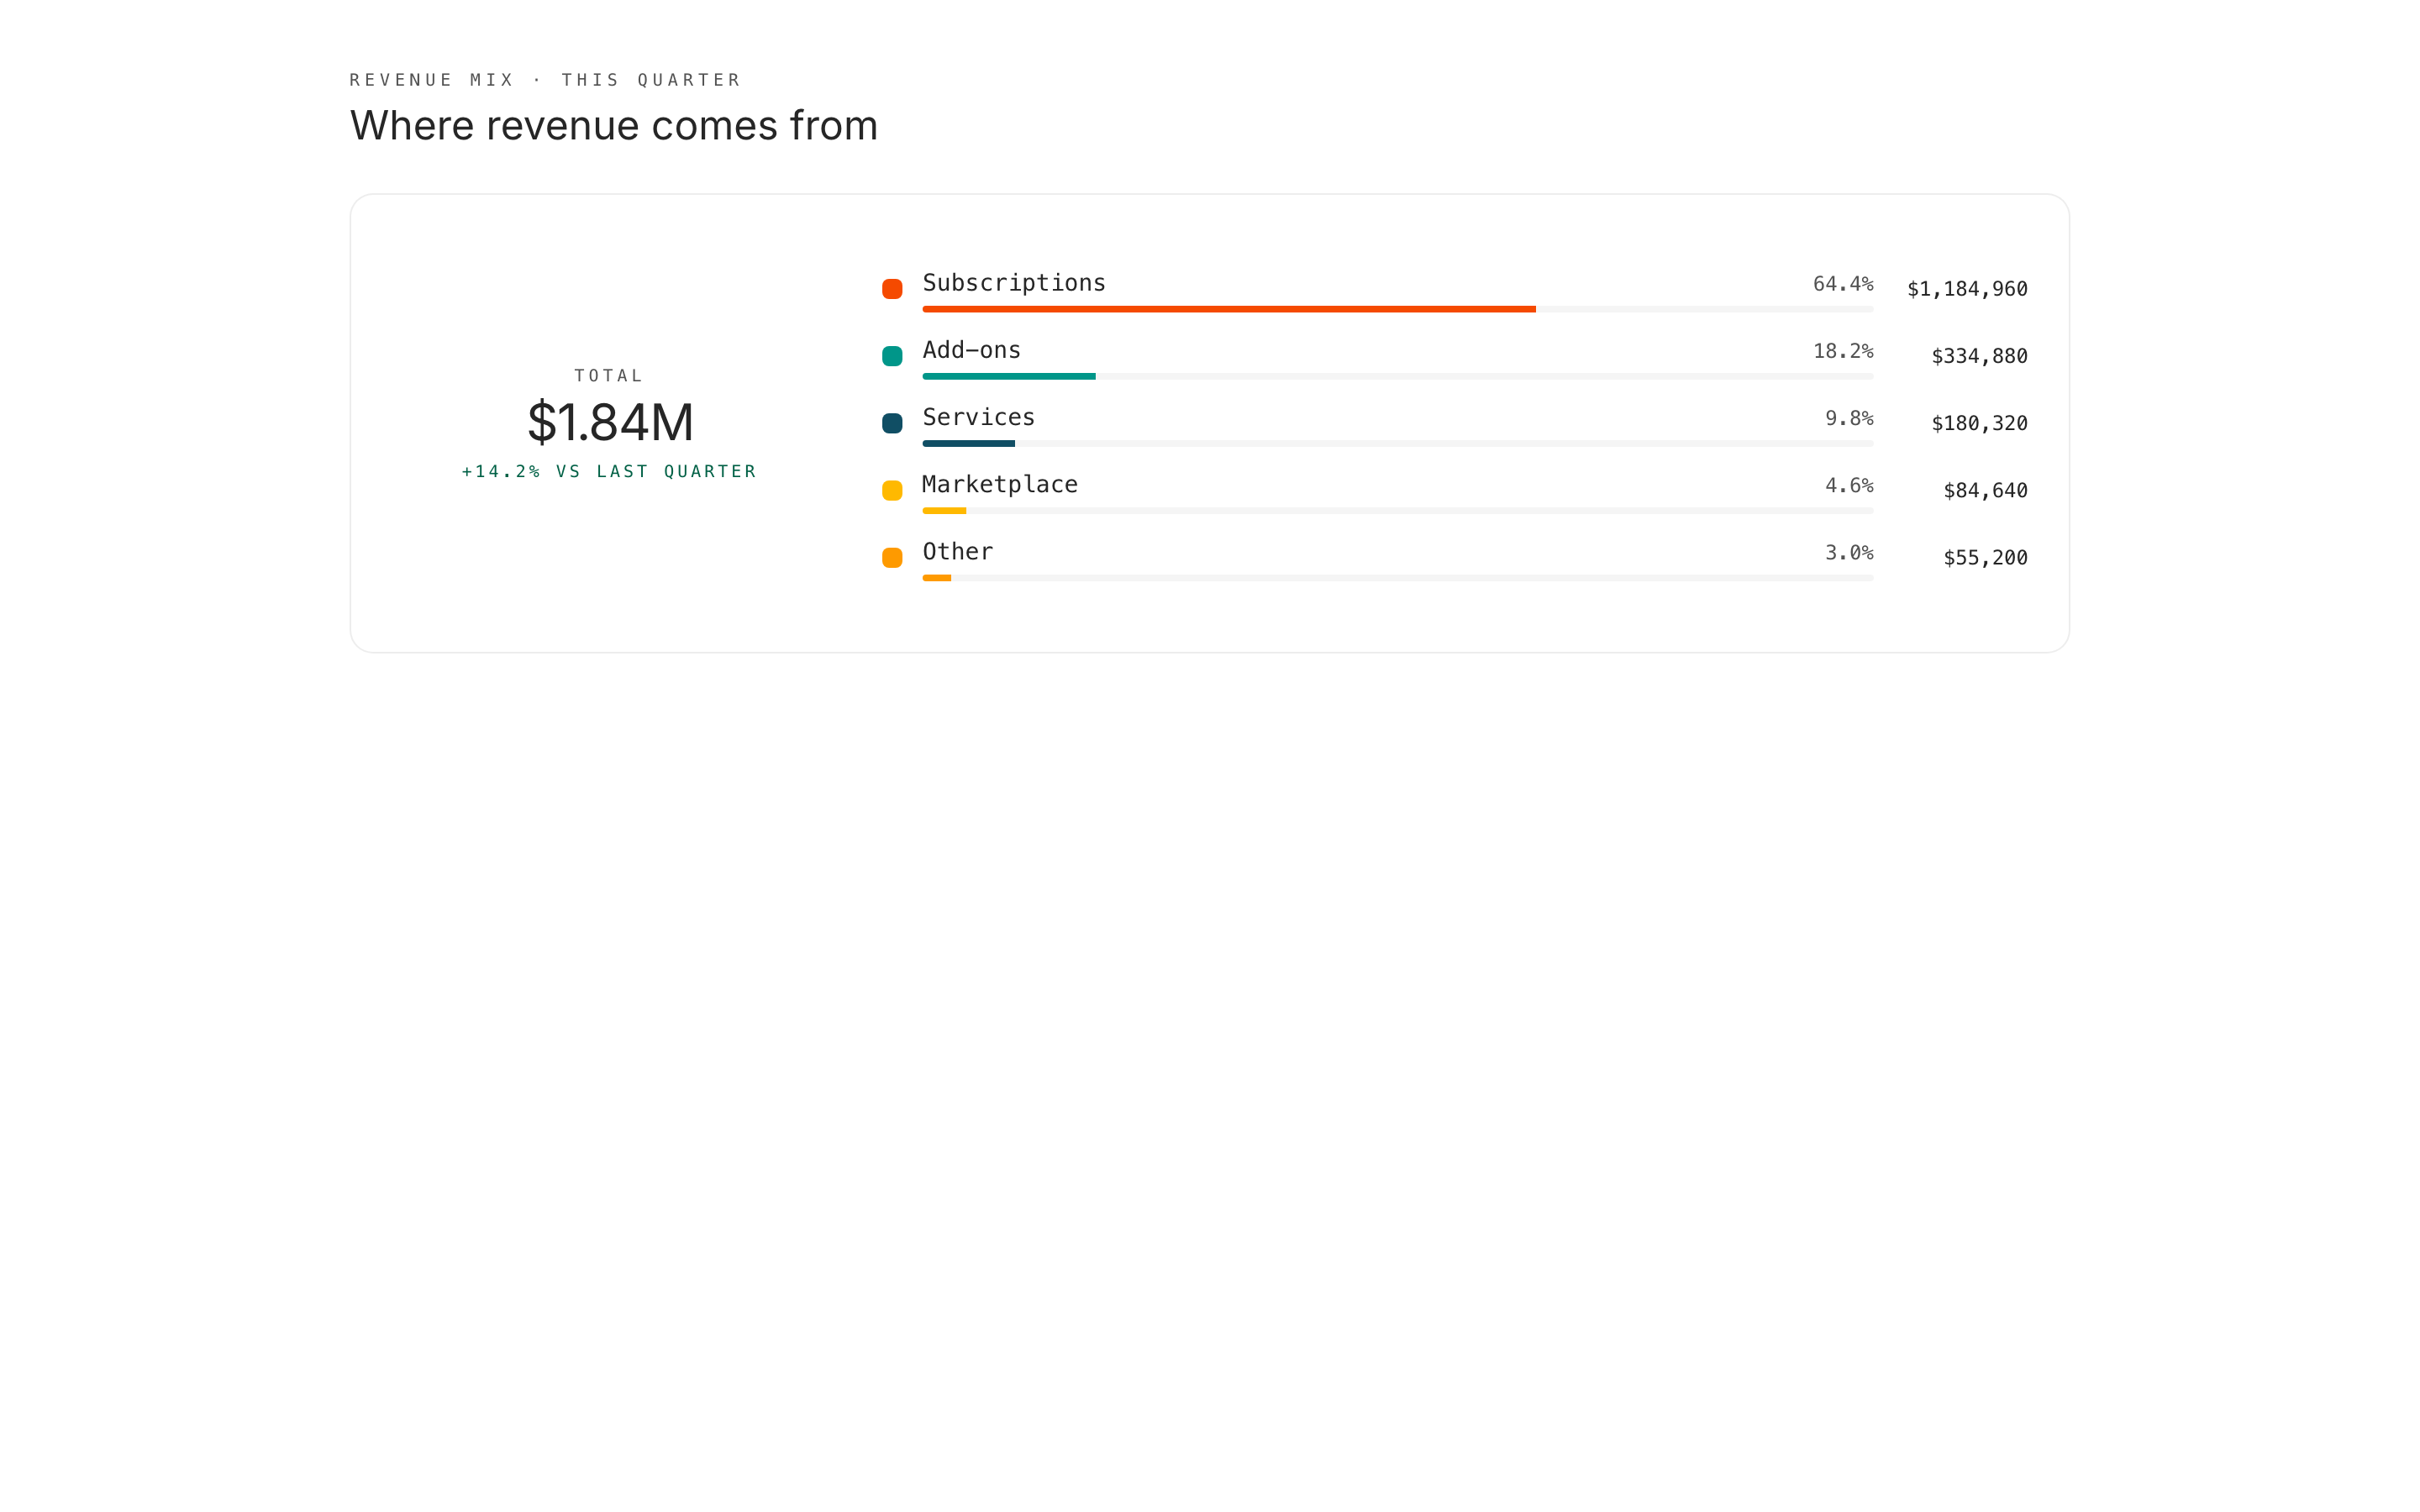 REVENUE MIX · THIS QUARTER
Where revenue comes from
TOTAL
$1.84M
+14.2% VS LAST QUARTER
Subscriptions 64.4% $1,184,960
Add-ons 18.2% $334,880
Services 9.8% $180,320
Marketplace 4.6% $84,640
Other 3.0% $55,200